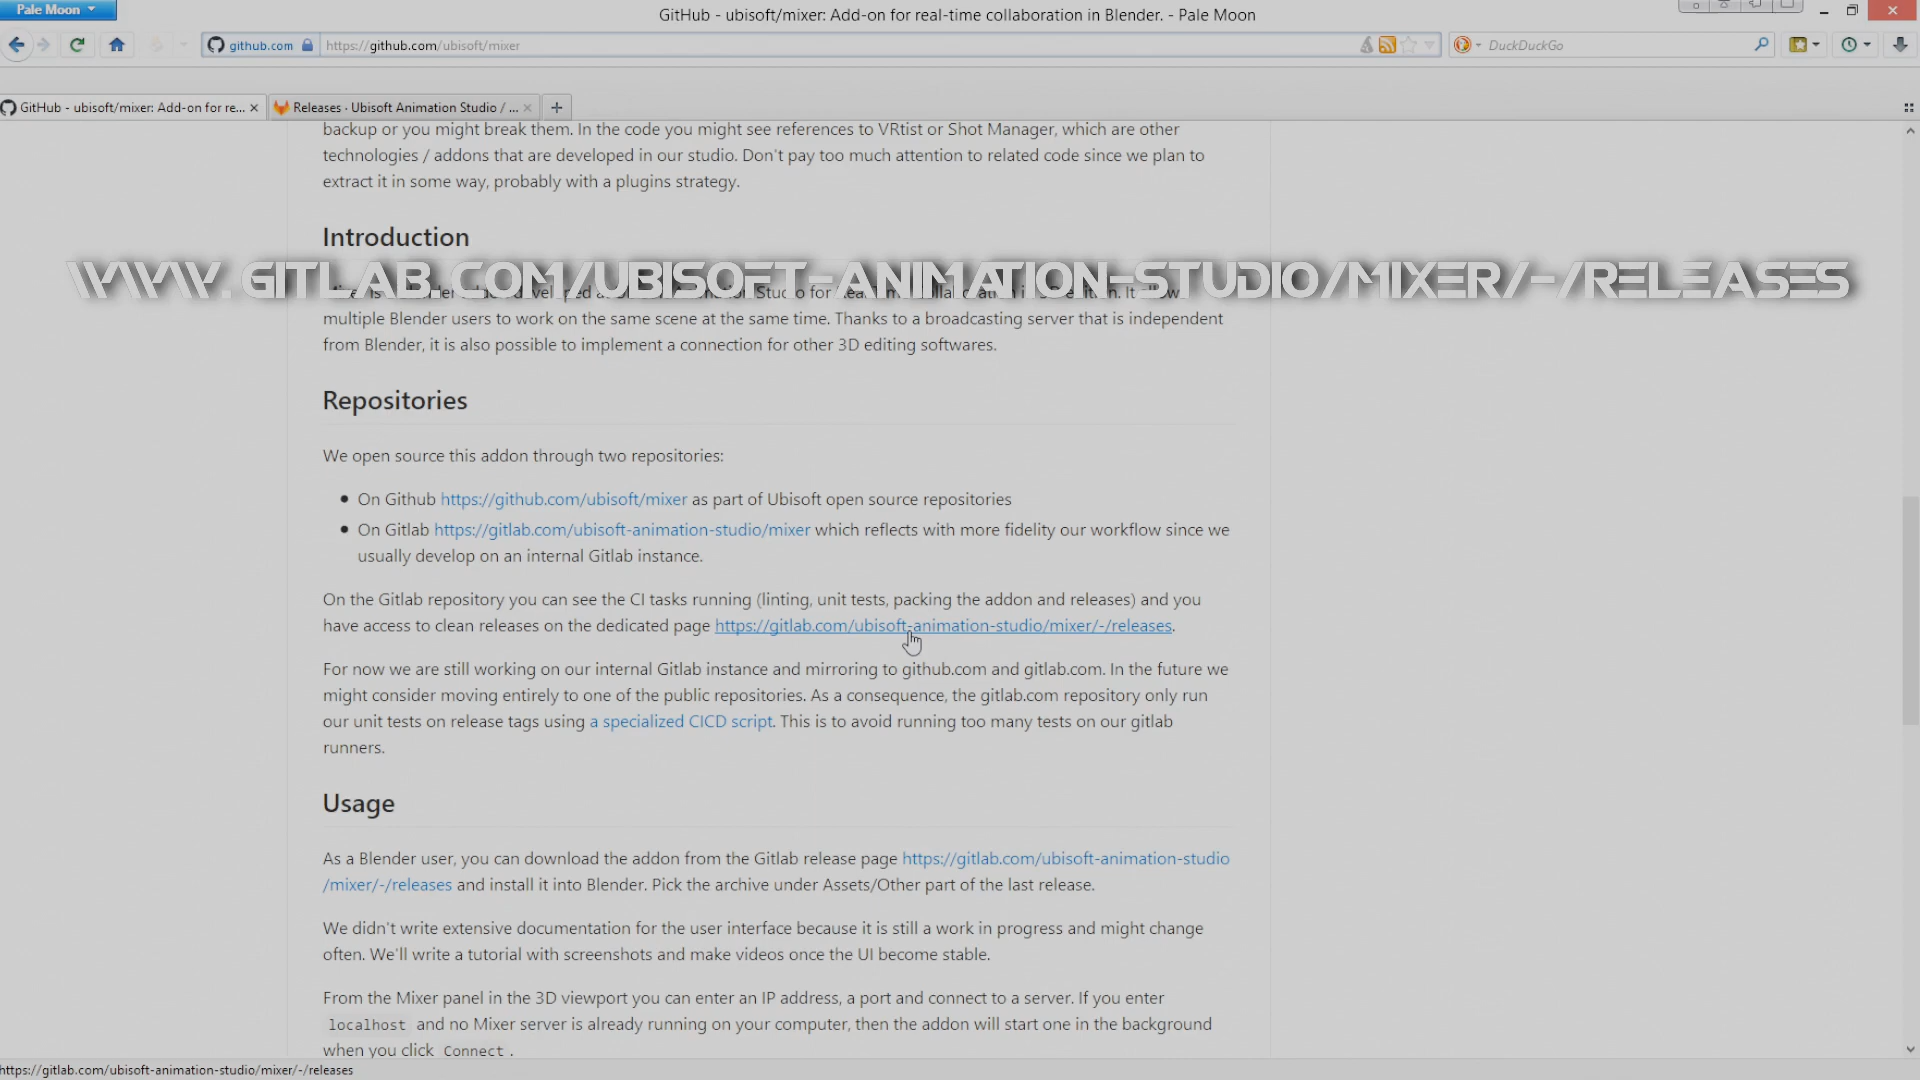 Pale Moon
GitHub - ubisoft/mixer: Add-on for real-time collaboration in Blender. - Pale Moon
github.com
https://github.com/ubisoft/mixer
DuckDuckGo
GitHub - ubisoft/mixer: Add-on for re...
Releases · Ubisoft Animation Studio / ...
backup or you might break them. In the code you might see references to VRtist or Shot Manager, which are other
technologies / addons that are developed in our studio. Don't pay too much attention to related code since we plan to
extract it in some way, probably with a plugins strategy.
Introduction
WWW.GITLAB.COM/UBISOFT-ANIMATION-STUDIO/MIXER/-/RELEASES
multiple Blender users to work on the same scene at the same time. Thanks to a broadcasting server that is independent
from Blender, it is also possible to implement a connection for other 3D editing softwares.
Repositories
We open source this addon through two repositories:
On Github https://github.com/ubisoft/mixer as part of Ubisoft open source repositories
On Gitlab https://gitlab.com/ubisoft-animation-studio/mixer which reflects with more fidelity our workflow since we
usually develop on an internal Gitlab instance.
On the Gitlab repository you can see the CI tasks running (linting, unit tests, packing the addon and releases) and you
have access to clean releases on the dedicated page https://gitlab.com/ubisoft-animation-studio/mixer/-/releases.
For now we are still working on our internal Gitlab instance and mirroring to github.com and gitlab.com. In the future we
might consider moving entirely to one of the public repositories. As a consequence, the gitlab.com repository only run
our unit tests on release tags using a specialized CICD script. This is to avoid running too many tests on our gitlab
runners.
Usage
As a Blender user, you can download the addon from the Gitlab release page https://gitlab.com/ubisoft-animation-studio
/mixer/-/releases and install it into Blender. Pick the archive under Assets/Other part of the last release.
We didn't write extensive documentation for the user interface because it is still a work in progress and might change
often. We'll write a tutorial with screenshots and make videos once the UI become stable.
From the Mixer panel in the 3D viewport you can enter an IP address, a port and connect to a server. If you enter
localhost and no Mixer server is already running on your computer, then the addon will start one in the background
when you click Connect .
https://gitlab.com/ubisoft-animation-studio/mixer/-/releases